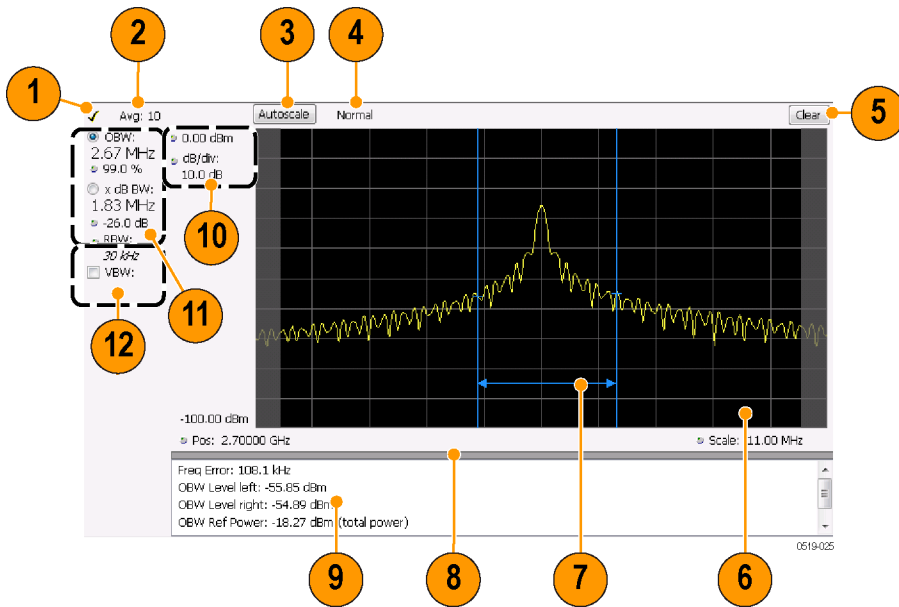 2
3
4
1
5
Avg: 10
Autoscale
Normal
Clear
OBW:
2.67 MHz
99.0 %
x dB BW:
1.83 MHz
-26.0 dB
RBW:
30 kHz
VBW:
0.00 dBm
dB/div:
10.0 dB
10
11
12
-100.00 dBm
Pos: 2.70000 GHz
Scale: 11.00 MHz
Freq Error: 108.1 kHz
OBW Level left: -55.85 dBm
OBW Level right: -54.89 dBm
OBW Ref Power: -18.27 dBm (total power)
0519-025
9
8
7
6